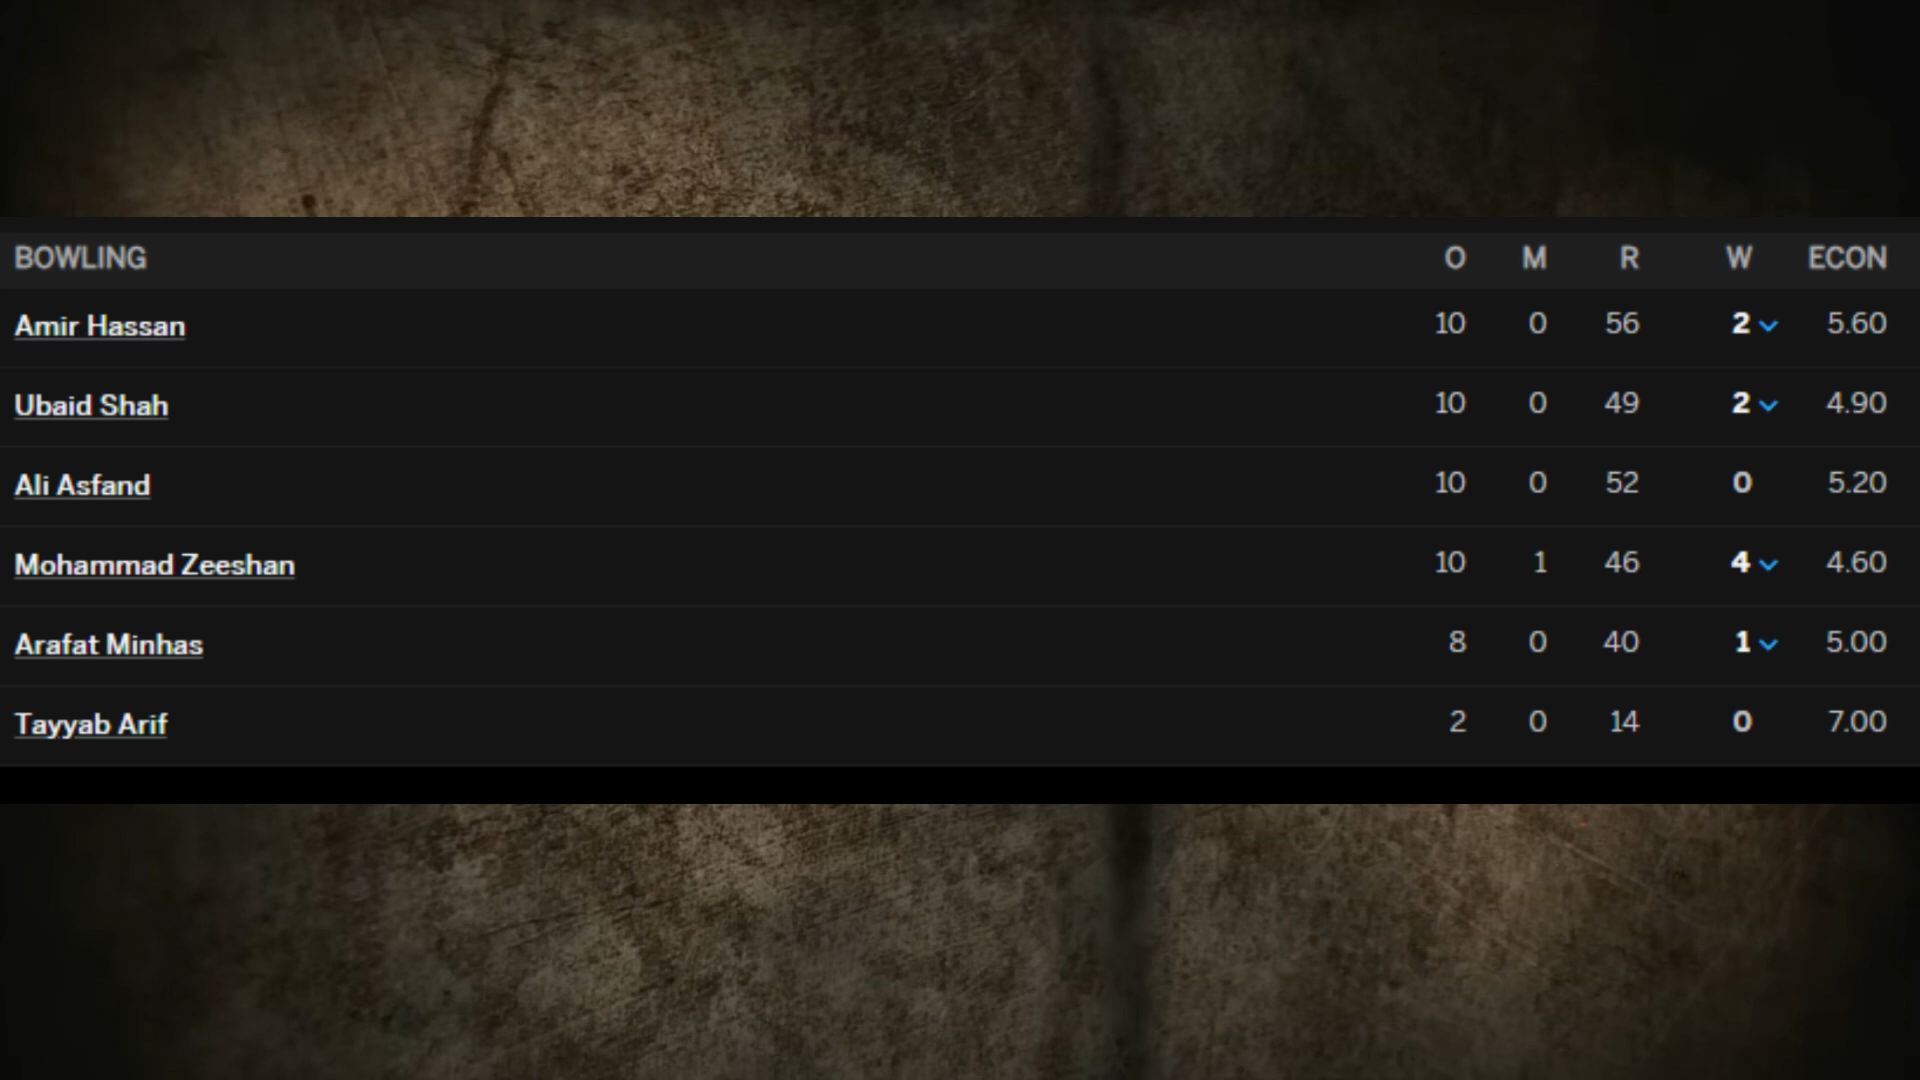 BOWLING O M R W ECON
Amir Hassan 10 0 56 2 5.60
Ubaid Shah 10 0 49 2 4.90
Ali Asfand 10 0 52 0 5.20
Mohammad Zeeshan 10 1 46 4 4.60
Arafat Minhas 8 0 40 1 5.00
Tayyab Arif 2 0 14 0 7.00